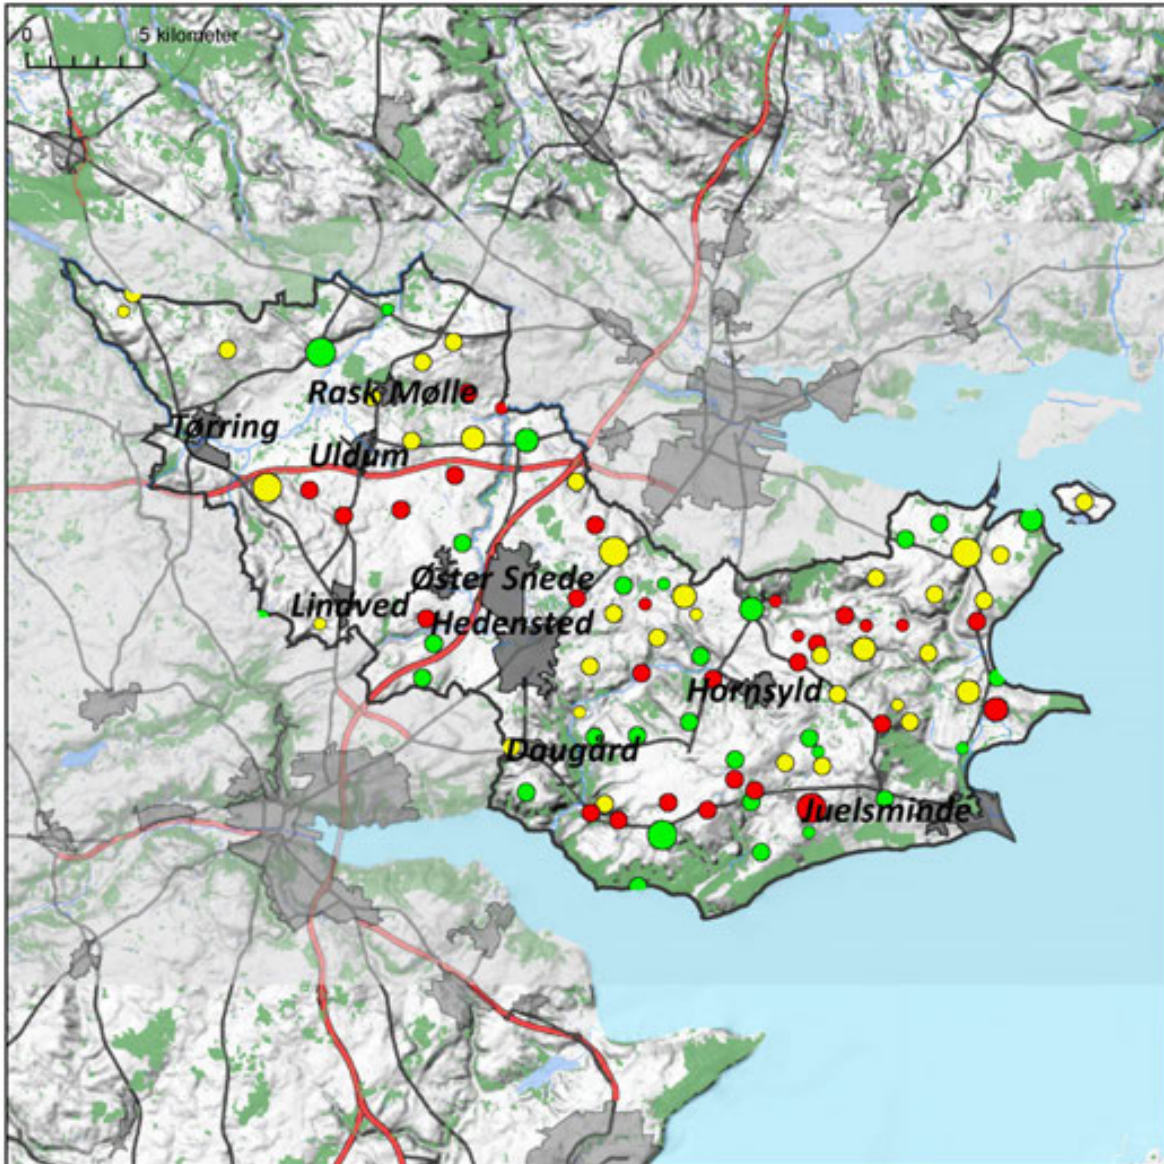 0 5 kilometer
Rask Mølle
Tørring
Uldum
Øster Snede
Lindved
Hedensted
Hornsyld
Daugård
Juelsminde